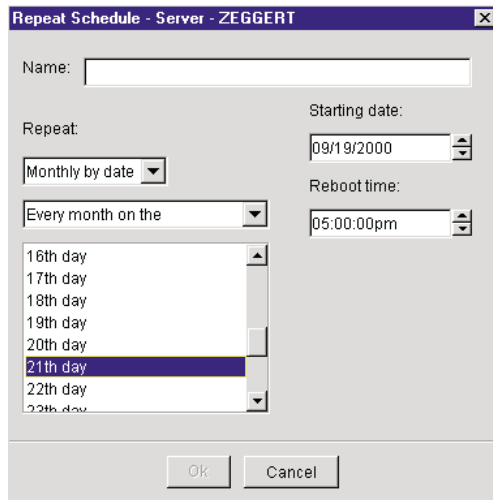 Repeat Schedule - Server - ZEGGERT
Name:
Repeat:
Monthly by date
Every month on the
16th day
17th day
18th day
19th day
20th day
21th day
22th day
23th day
Starting date:
09/19/2000
Reboot time:
05:00:00pm
Ok
Cancel